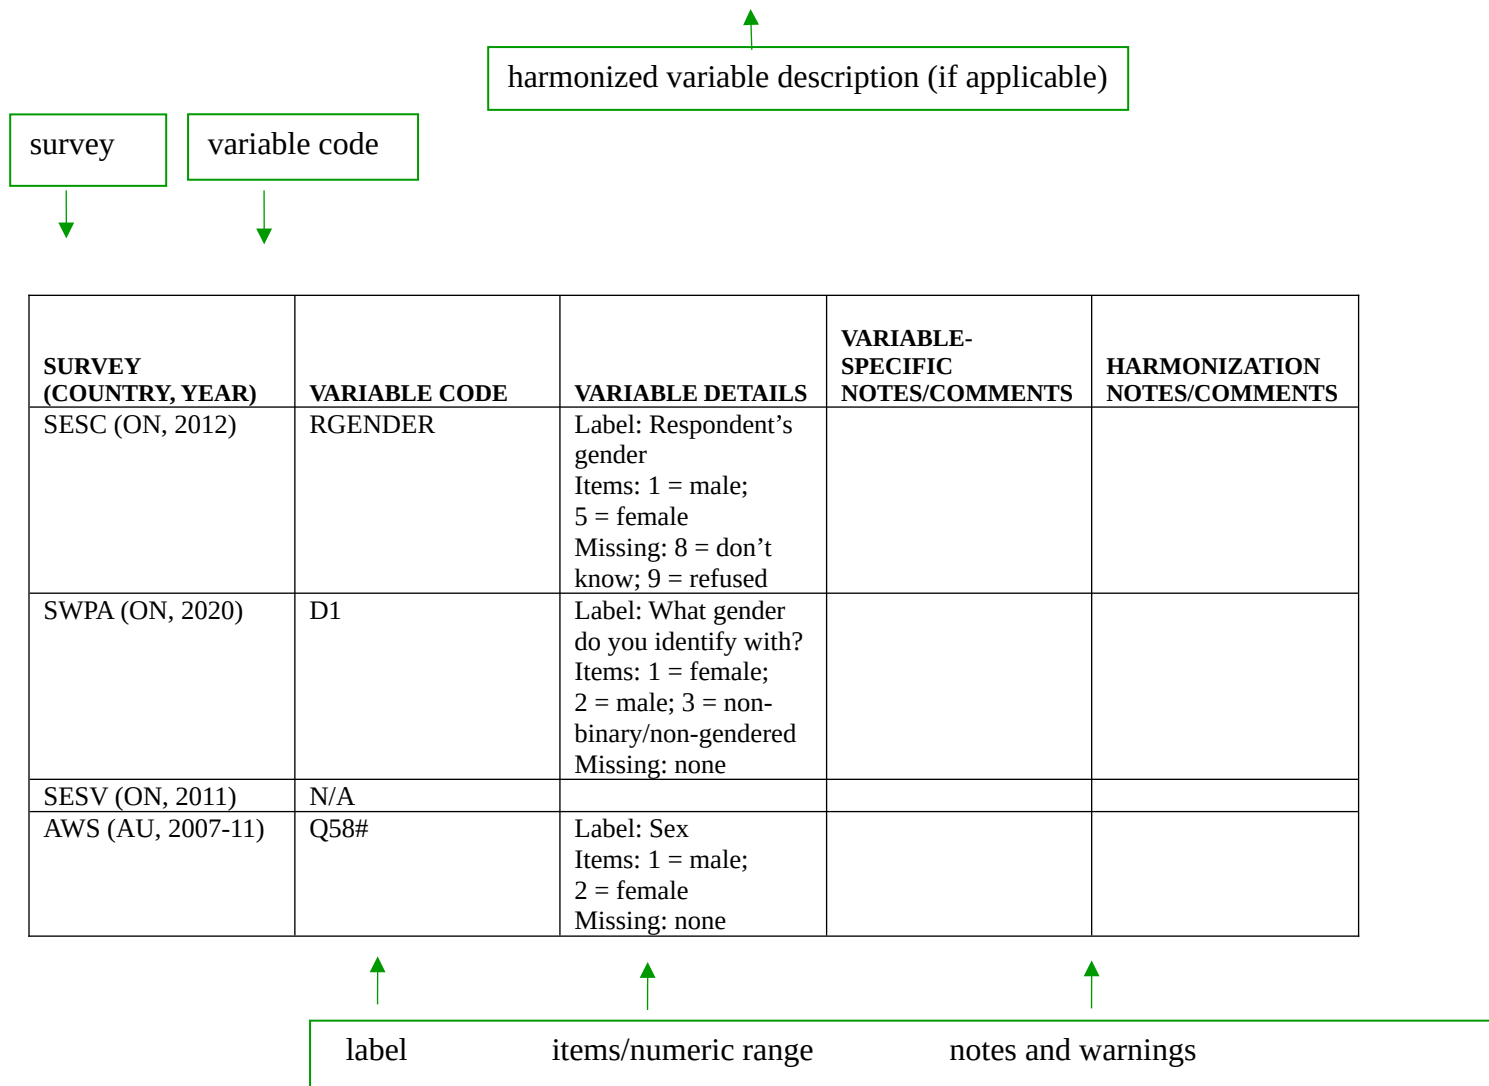 harmonized variable description (if applicable)
survey
variable code
SURVEY
(COUNTRY, YEAR)
VARIABLE CODE
VARIABLE DETAILS
VARIABLE-
SPECIFIC
NOTES/COMMENTS
HARMONIZATION
NOTES/COMMENTS
SESC (ON, 2012)
RGENDER
Label: Respondent’s
gender
Items: 1 = male;
5 = female
Missing: 8 = don’t
know; 9 = refused
SWPA (ON, 2020)
D1
Label: What gender
do you identify with?
Items: 1 = female;
2 = male; 3 = non-
binary/non-gendered
Missing: none
SESV (ON, 2011)
N/A
AWS (AU, 2007-11)
Q58#
Label: Sex
Items: 1 = male;
2 = female
Missing: none
label
items/numeric range
notes and warnings